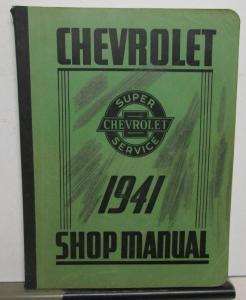 CHEVROLET
SUPER
CHEVROLET
SERVICE
1941
SHOP MANUAL